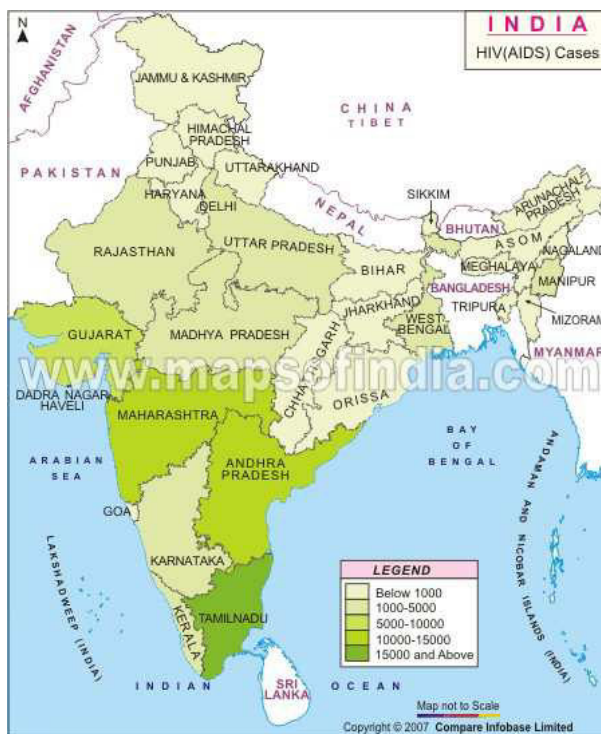 N
INDIA
HIV(AIDS) Cases
AFGHANISTAN
JAMMU & KASHMIR
CHINA
TIBET
HIMACHAL
PRADESH
PUNJAB
PAKISTAN
UTTARAKHAND
HARYANA
DELHI
NEPAL
SIKKIM
ARUNACHAL
PRADESH
BHUTAN
RAJASTHAN
UTTAR PRADESH
ASOM
NAGALAND
BIHAR
MEGHALAYA
BANGLADESH
MANIPUR
JHARKHAND
TRIPURA
GUJARAT
MADHYA PRADESH
WEST
BENGAL
MIZORAM
MYANMAR
www.mapsofindia.com
CHHATTISGARH
DADRA NAGAR
HAVELI
ORISSA
MAHARASHTRA
BAY
OF
BENGAL
ARABIAN
SEA
ANDHRA
PRADESH
GOA
KARNATAKA
LAKSHADWEEP (INDIA)
ANDAMAN AND NICOBAR ISLANDS (INDIA)
KERALA
TAMILNADU
LEGEND
Below 1000
1000-5000
5000-10000
10000-15000
15000 and Above
INDIAN OCEAN
SRI
LANKA
Map not to Scale
Copyright © 2007 Compare Infobase Limited